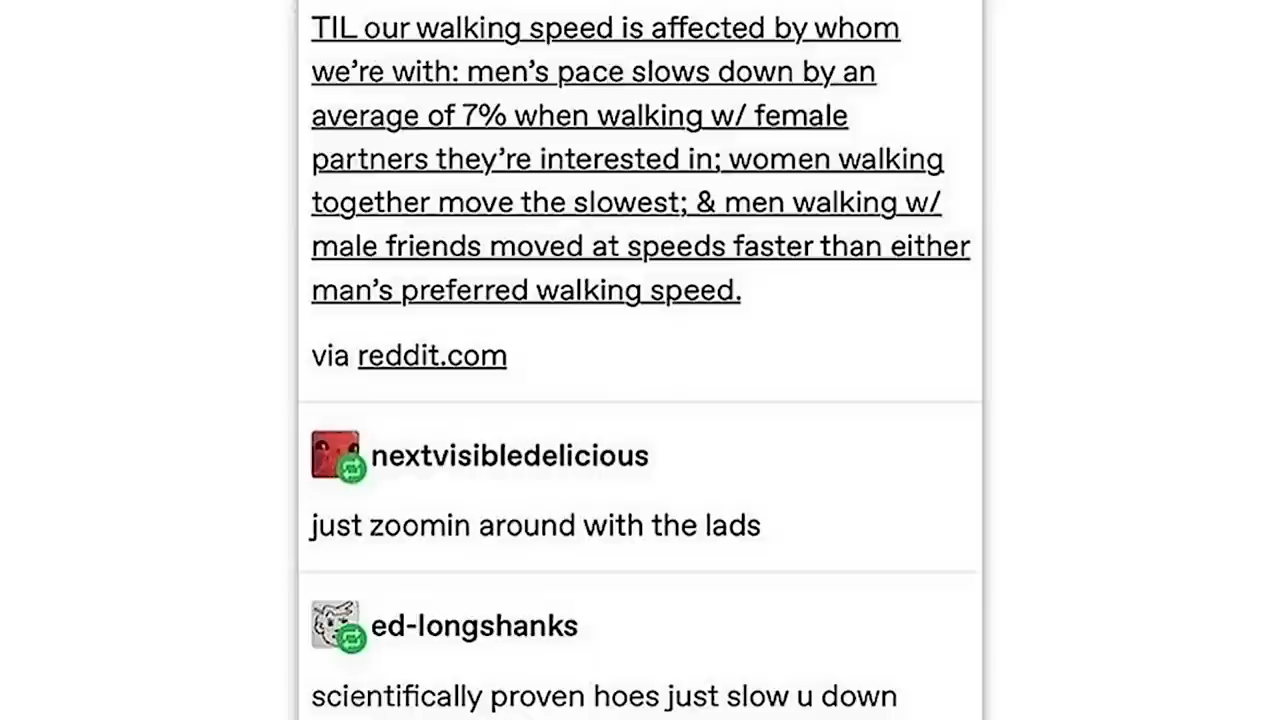 TIL our walking speed is affected by whom
we’re with: men’s pace slows down by an
average of 7% when walking w/ female
partners they’re interested in; women walking
together move the slowest; & men walking w/
male friends moved at speeds faster than either
man’s preferred walking speed.
via reddit.com
nextvisibledelicious
just zoomin around with the lads
ed-longshanks
scientifically proven hoes just slow u down